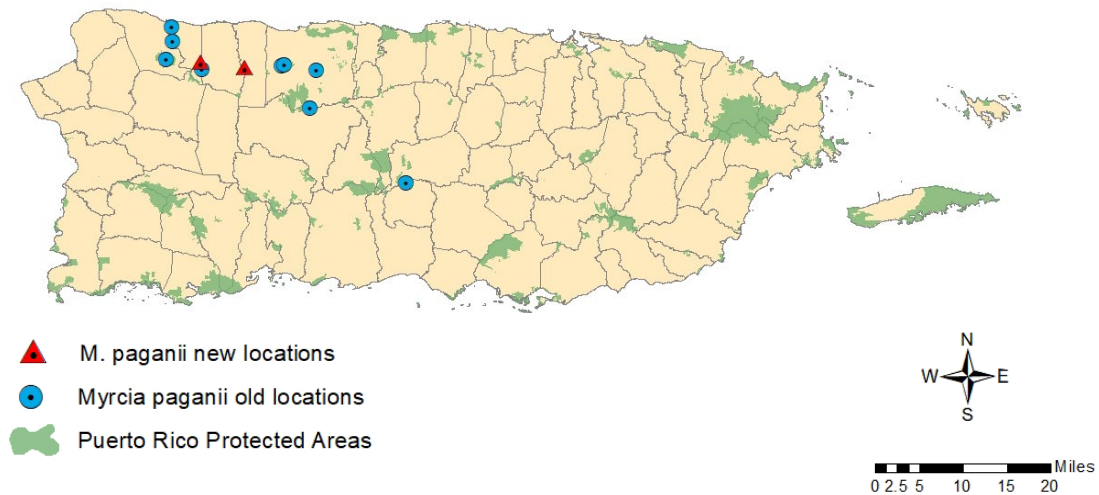 M. paganii new locations
Myrcia paganii old locations
Puerto Rico Protected Areas
N
W E
S
Miles
0 2.5 5 10 15 20